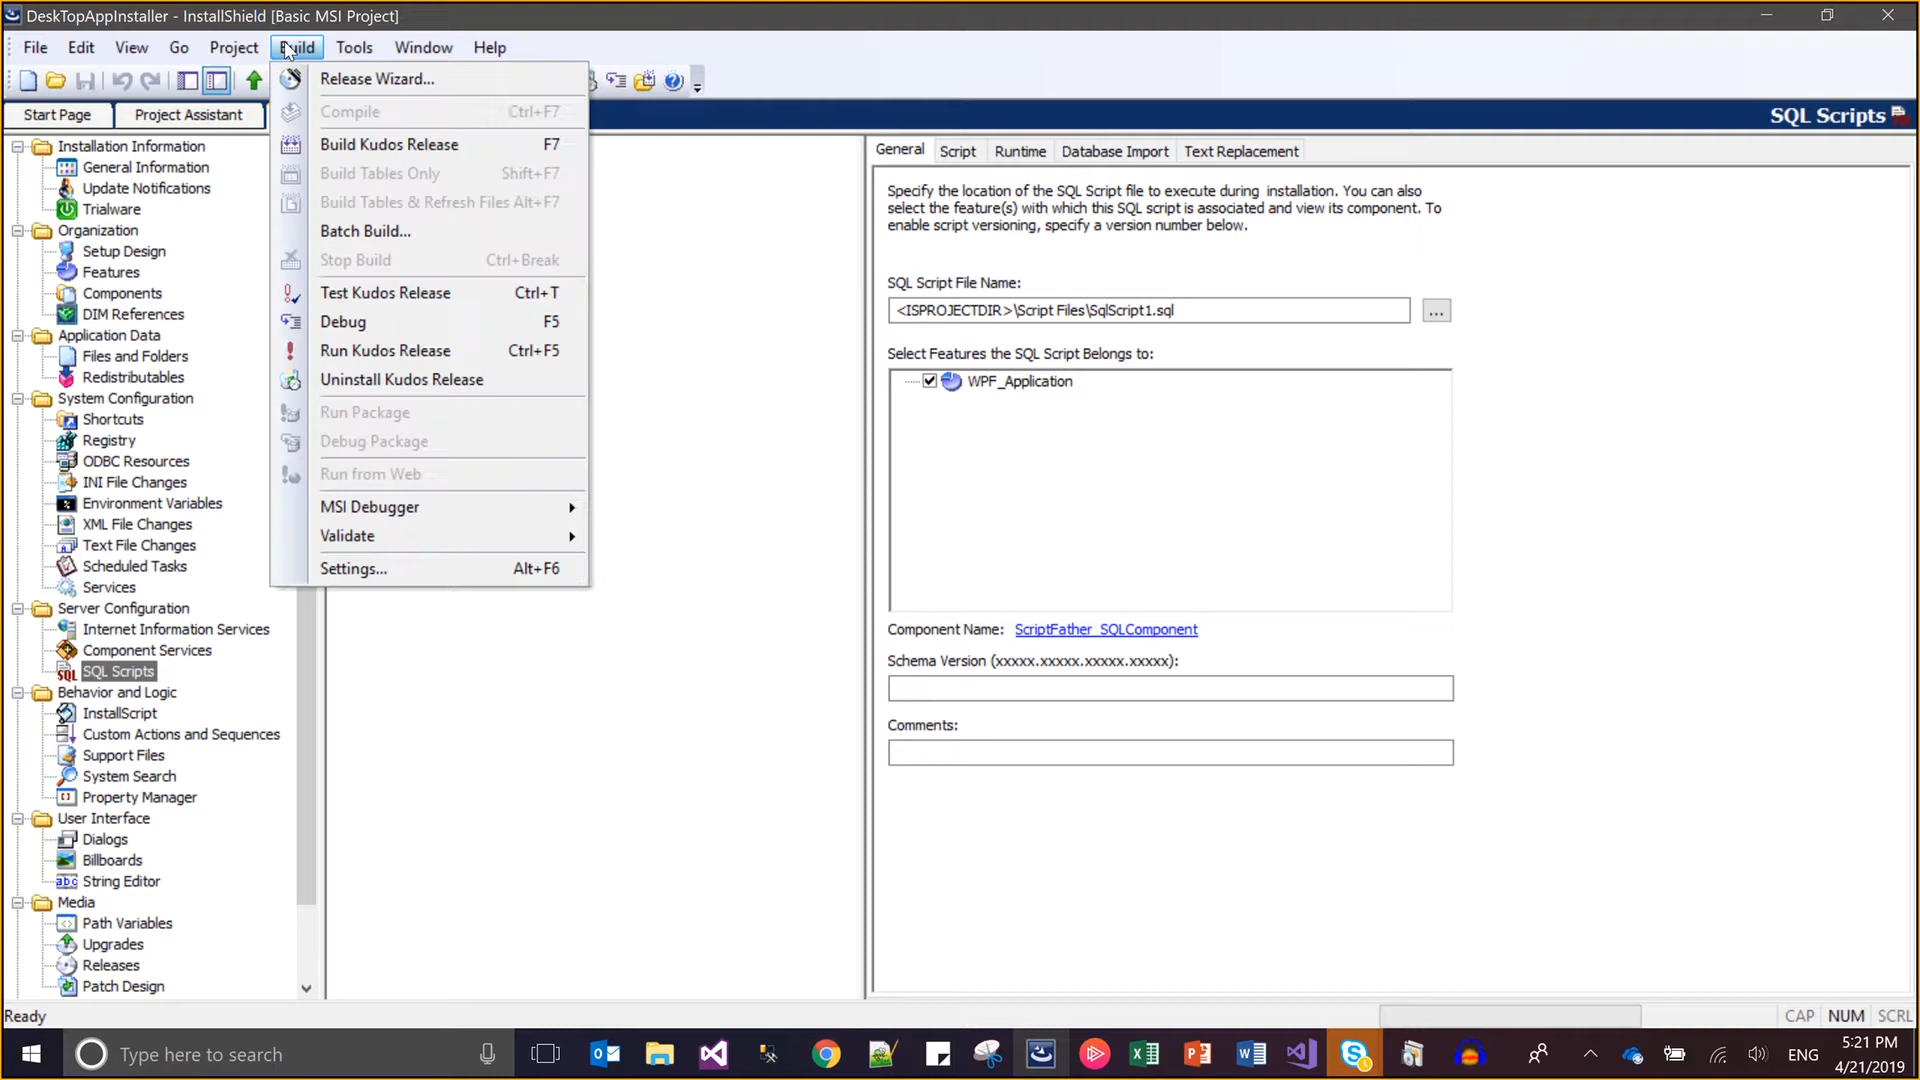 DeskTopAppInstaller - InstallShield [Basic MSI Project]
File Edit View Go Project Build Tools Window Help
Start Page Project Assistant SQL Scripts
Release Wizard...
Compile Ctrl+F7
Build Kudos Release F7
Build Tables Only Shift+F7
Build Tables & Refresh Files Alt+F7
Batch Build...
Stop Build Ctrl+Break
Test Kudos Release Ctrl+T
Debug F5
Run Kudos Release Ctrl+F5
Uninstall Kudos Release
Run Package
Debug Package
Run from Web
MSI Debugger
Validate
Settings... Alt+F6
Installation Information
General Information
Update Notifications
Trialware
Organization
Setup Design
Features
Components
DIM References
Application Data
Files and Folders
Redistributables
System Configuration
Shortcuts
Registry
ODBC Resources
INI File Changes
Environment Variables
XML File Changes
Text File Changes
Scheduled Tasks
Services
Server Configuration
Internet Information Services
Component Services
SQL Scripts
Behavior and Logic
InstallScript
Custom Actions and Sequences
Support Files
System Search
Property Manager
User Interface
Dialogs
Billboards
String Editor
Media
Path Variables
Upgrades
Releases
Patch Design
General Script Runtime Database Import Text Replacement
Specify the location of the SQL Script file to execute during installation. You can also
select the feature(s) with which this SQL script is associated and view its component. To
enable script versioning, specify a version number below.
SQL Script File Name:
<ISPROJECTDIR>\Script Files\SqlScript1.sql ...
Select Features the SQL Script Belongs to:
WPF_Application
Component Name: ScriptFather_SQLComponent
Schema Version (xxxxx.xxxxx.xxxxx.xxxxx):
Comments:
Ready CAP NUM SCRL
Type here to search
ENG
5:21 PM
4/21/2019